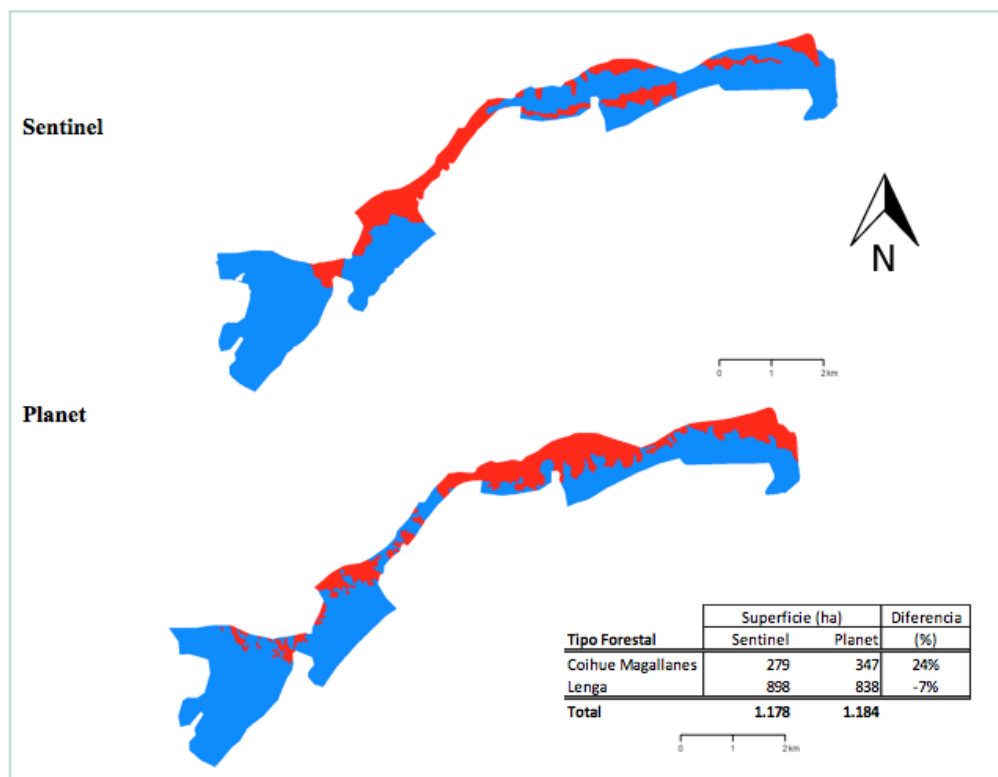 Sentinel
N
0 1 2 km
Planet
Superficie (ha) Diferencia
Tipo Forestal Sentinel Planet (%)
Coihue Magallanes 279 347 24%
Lenga 898 838 -7%
Total 1.178 1.184
0 1 2 km